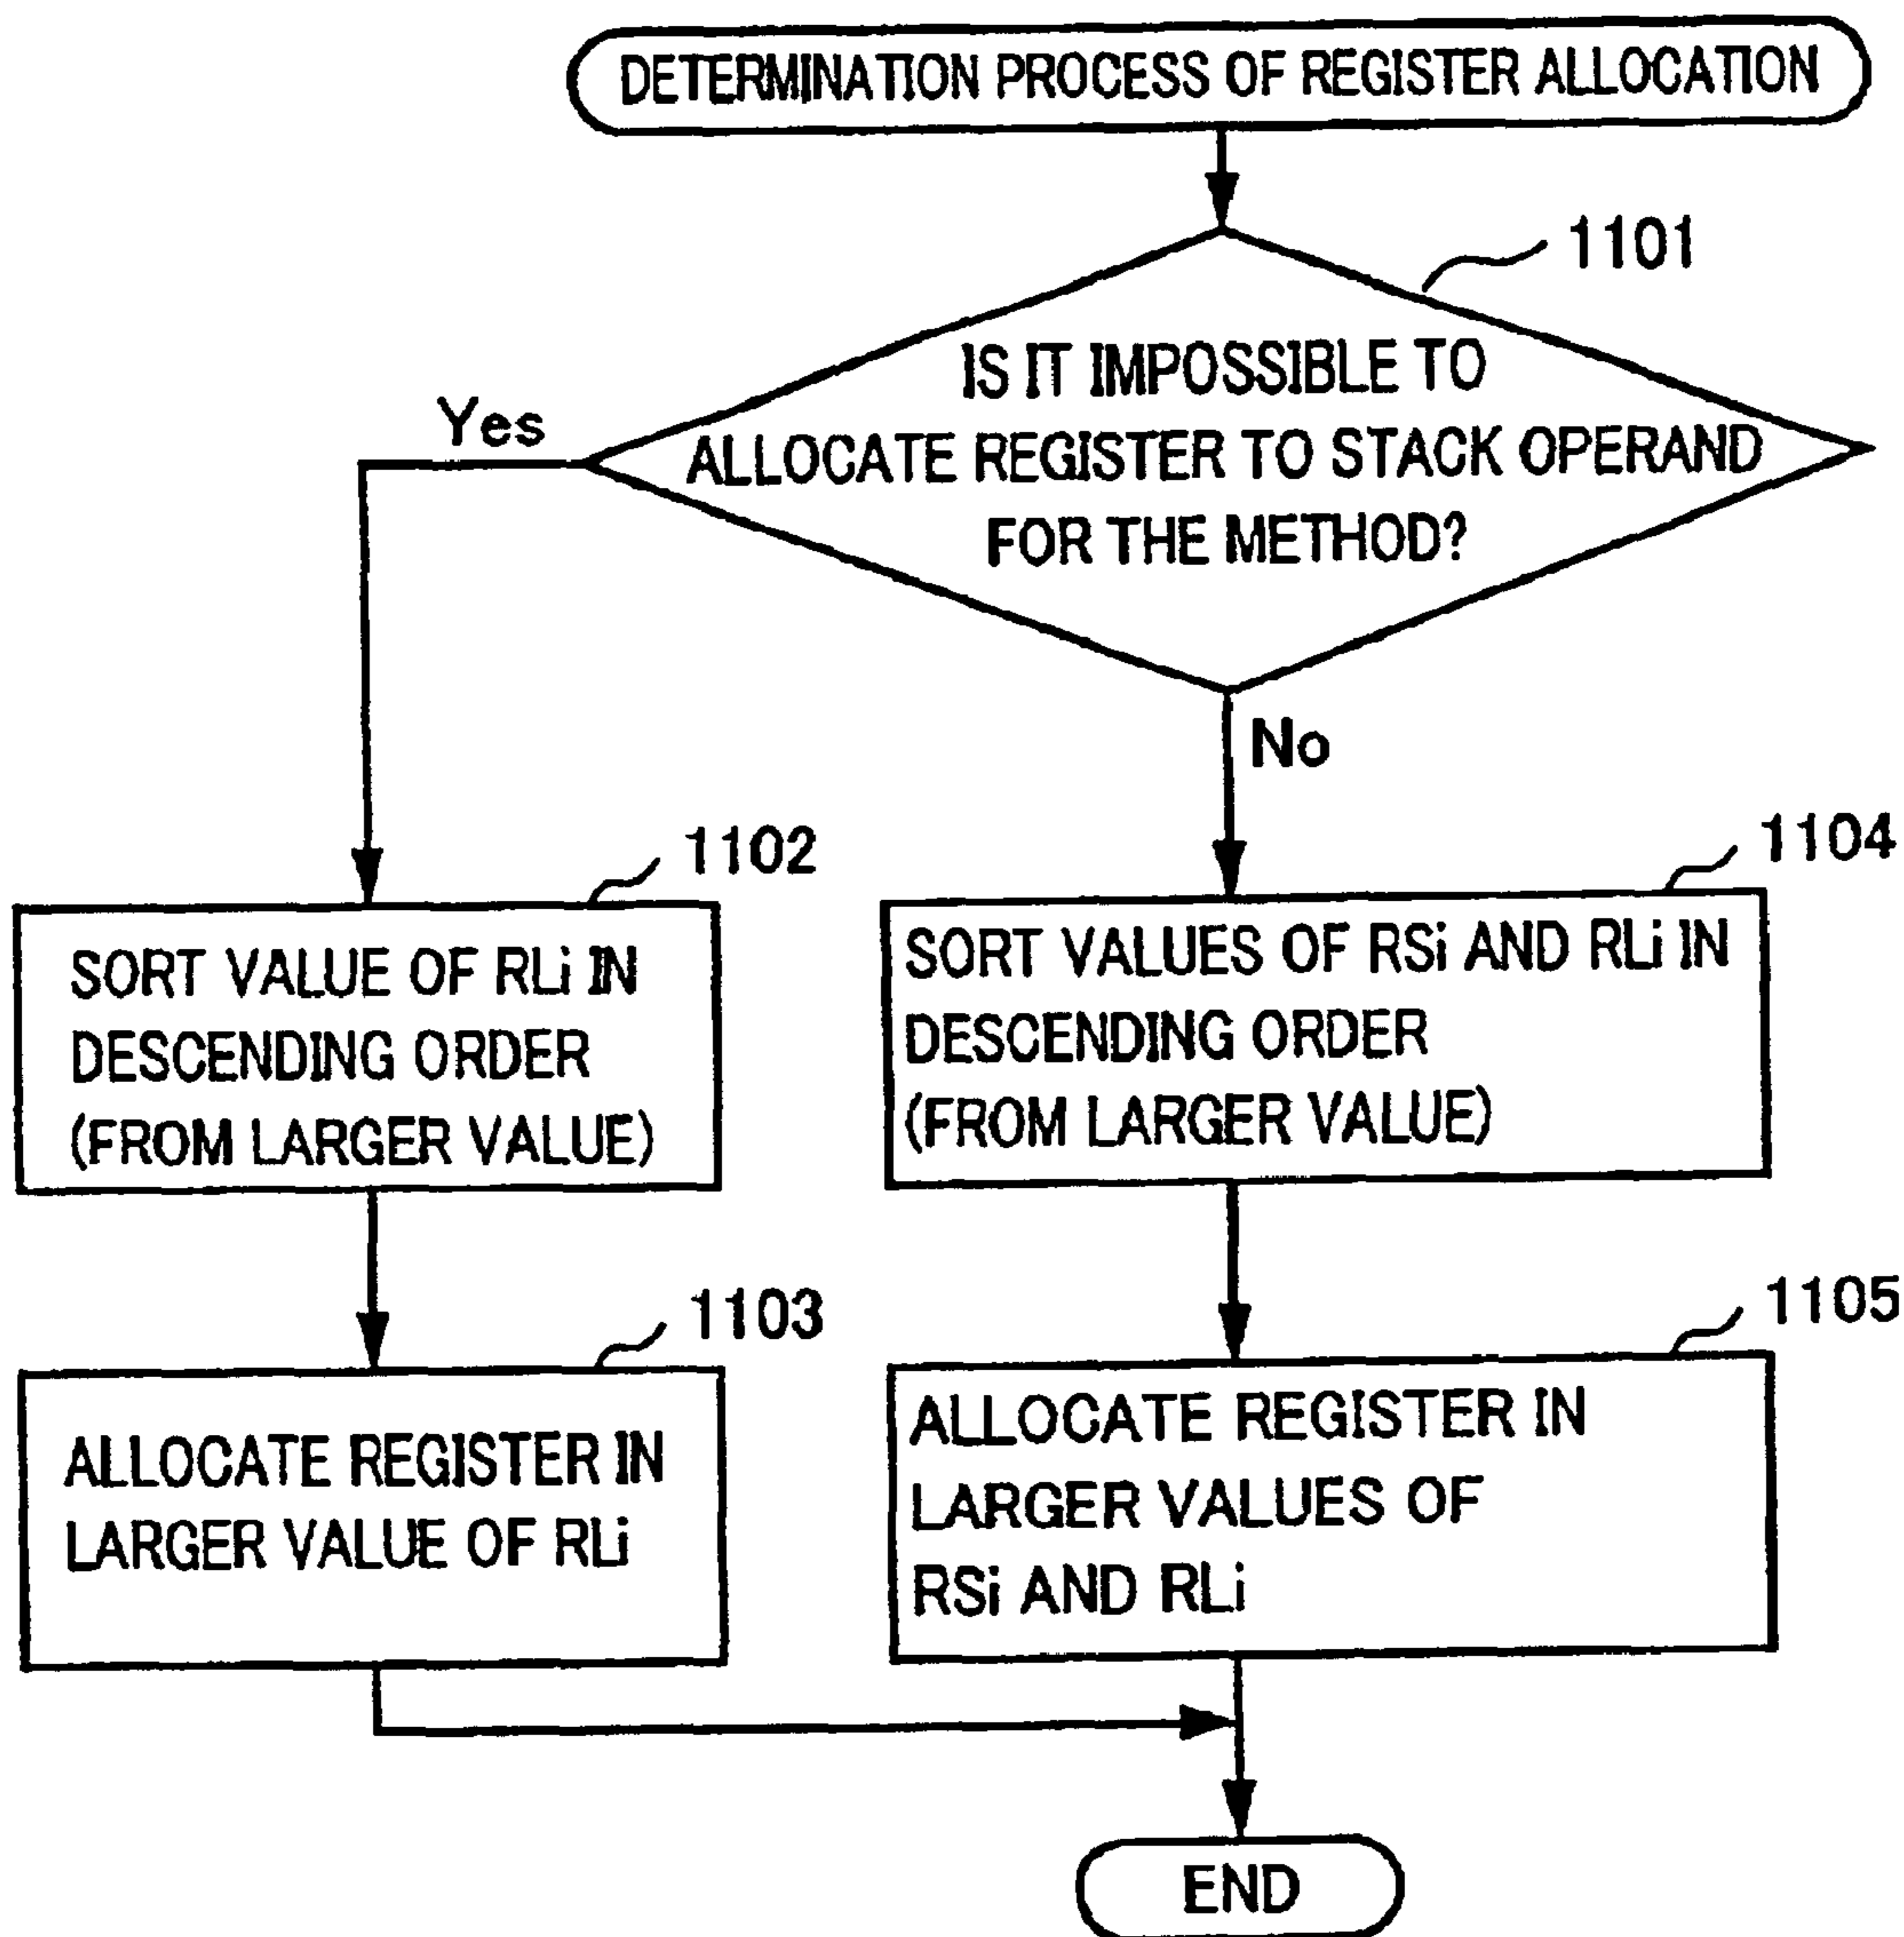 DETERMINATION PROCESS OF REGISTER ALLOCATION
1101
IS IT IMPOSSIBLE TO
ALLOCATE REGISTER TO STACK OPERAND
FOR THE METHOD?
Yes
No
1102
SORT VALUE OF RLi IN
DESCENDING ORDER
(FROM LARGER VALUE)
1104
SORT VALUES OF RSi AND RLi IN
DESCENDING ORDER
(FROM LARGER VALUE)
1103
ALLOCATE REGISTER IN
LARGER VALUE OF RLi
1105
ALLOCATE REGISTER IN
LARGER VALUES OF
RSi AND RLi
END